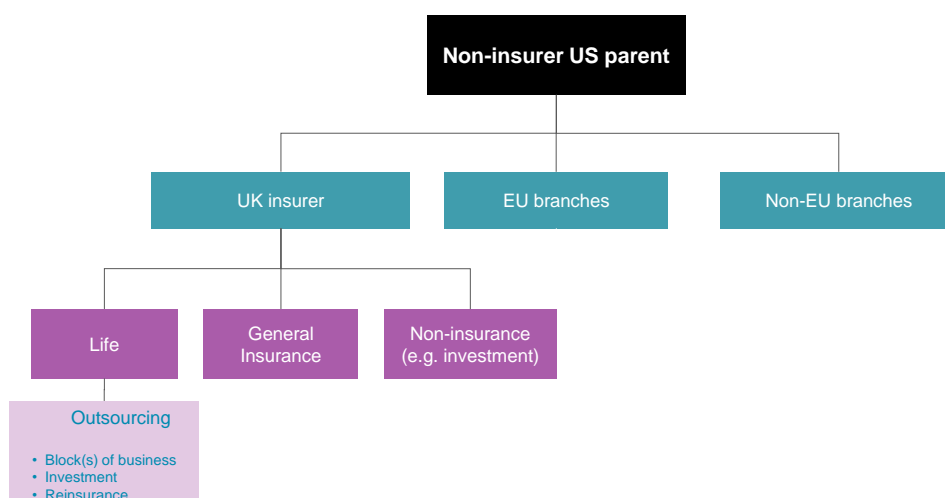 Non-insurer US parent
UK insurer
EU branches
Non-EU branches
Life
General
Insurance
Non-insurance
(e.g. investment)
Outsourcing
• Block(s) of business
• Investment
• Reinsurance